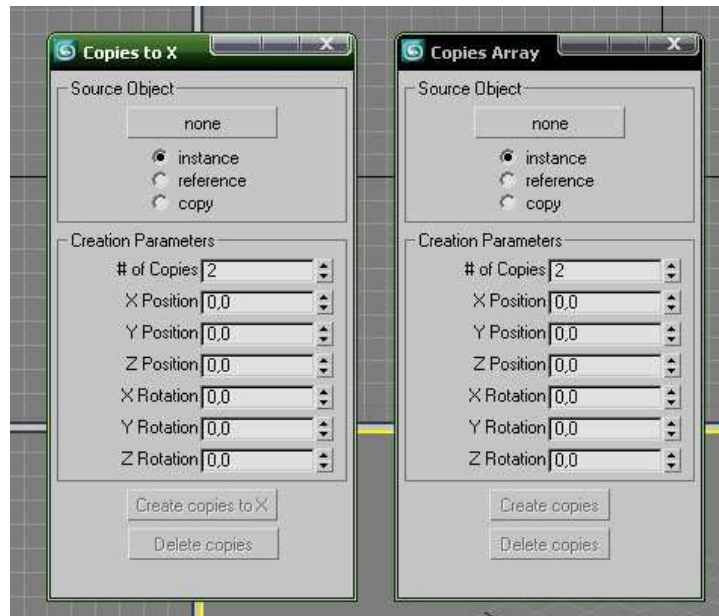 Copies to X
Source Object
none
instance
reference
copy
Creation Parameters
# of Copies 2
X Position 0,0
Y Position 0,0
Z Position 0,0
X Rotation 0,0
Y Rotation 0,0
Z Rotation 0,0
Create copies to X
Delete copies
Copies Array
Source Object
none
instance
reference
copy
Creation Parameters
# of Copies 2
X Position 0,0
Y Position 0,0
Z Position 0,0
X Rotation 0,0
Y Rotation 0,0
Z Rotation 0,0
Create copies
Delete copies